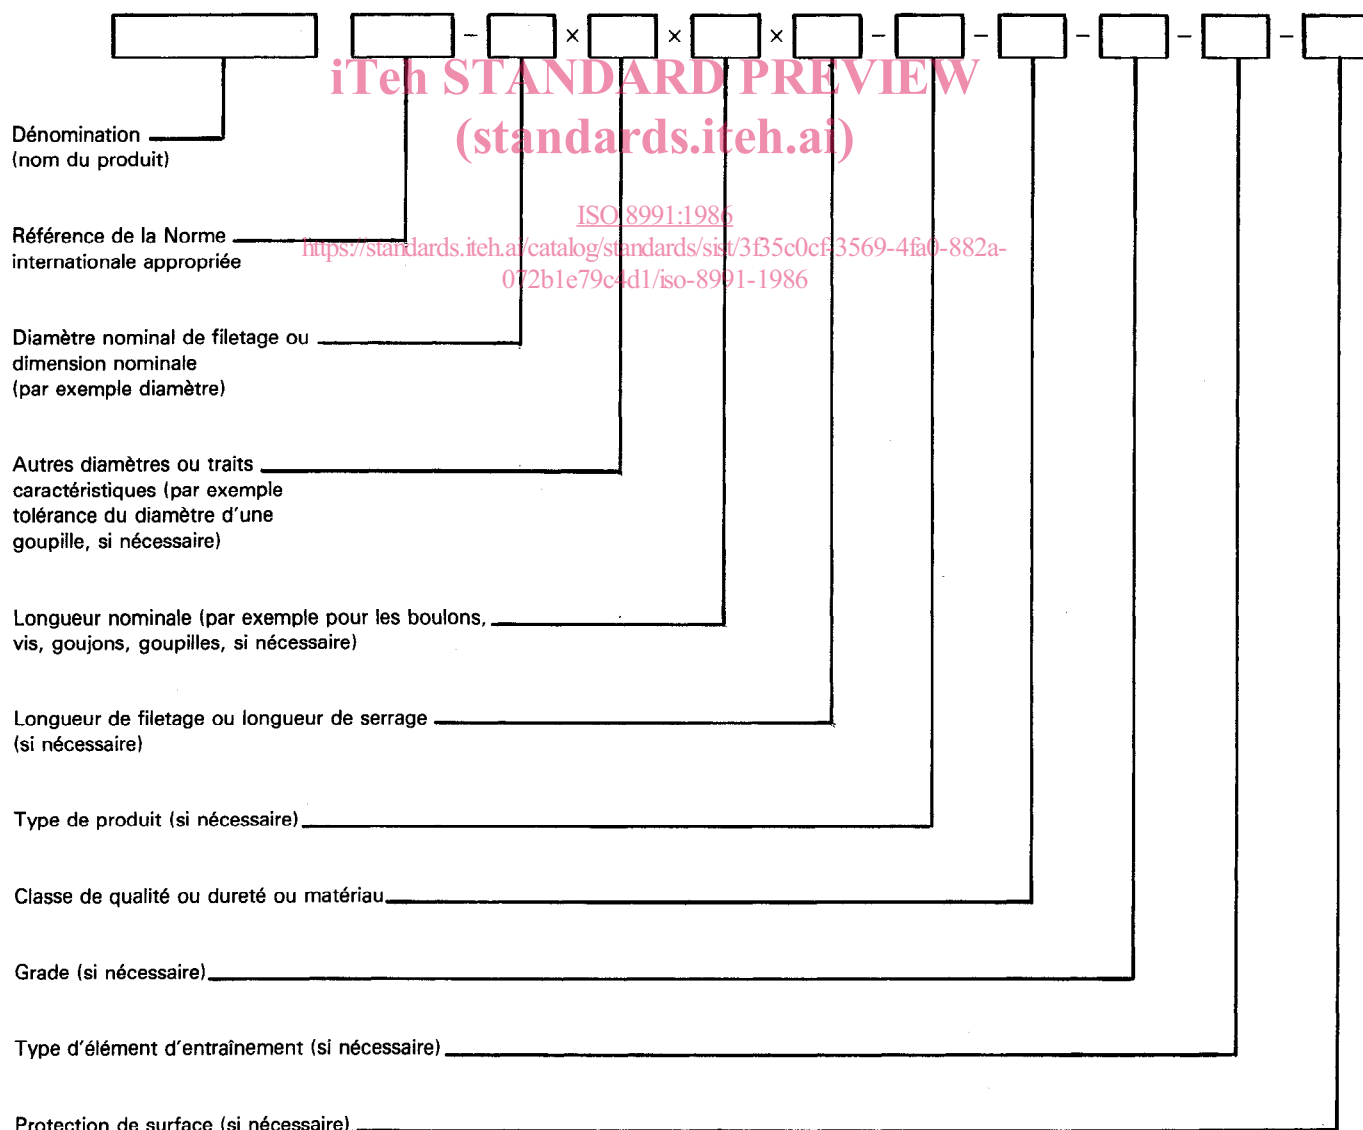 – × × × – – – – –
iTeh STANDARD PREVIEW
(standards.iteh.ai)
Dénomination
(nom du produit)
ISO 8991:1986
https://standards.iteh.ai/catalog/standards/sist/3f35c0cf-3569-4fa0-882a-
072b1e79c4d1/iso-8991-1986
Référence de la Norme
internationale appropriée
Diamètre nominal de filetage ou
dimension nominale
(par exemple diamètre)
Autres diamètres ou traits
caractéristiques (par exemple
tolérance du diamètre d'une
goupille, si nécessaire)
Longueur nominale (par exemple pour les boulons,
vis, goujons, goupilles, si nécessaire)
Longueur de filetage ou longueur de serrage
(si nécessaire)
Type de produit (si nécessaire)
Classe de qualité ou dureté ou matériau
Grade (si nécessaire)
Type d'élément d'entraînement (si nécessaire)
Protection de surface (si nécessaire)